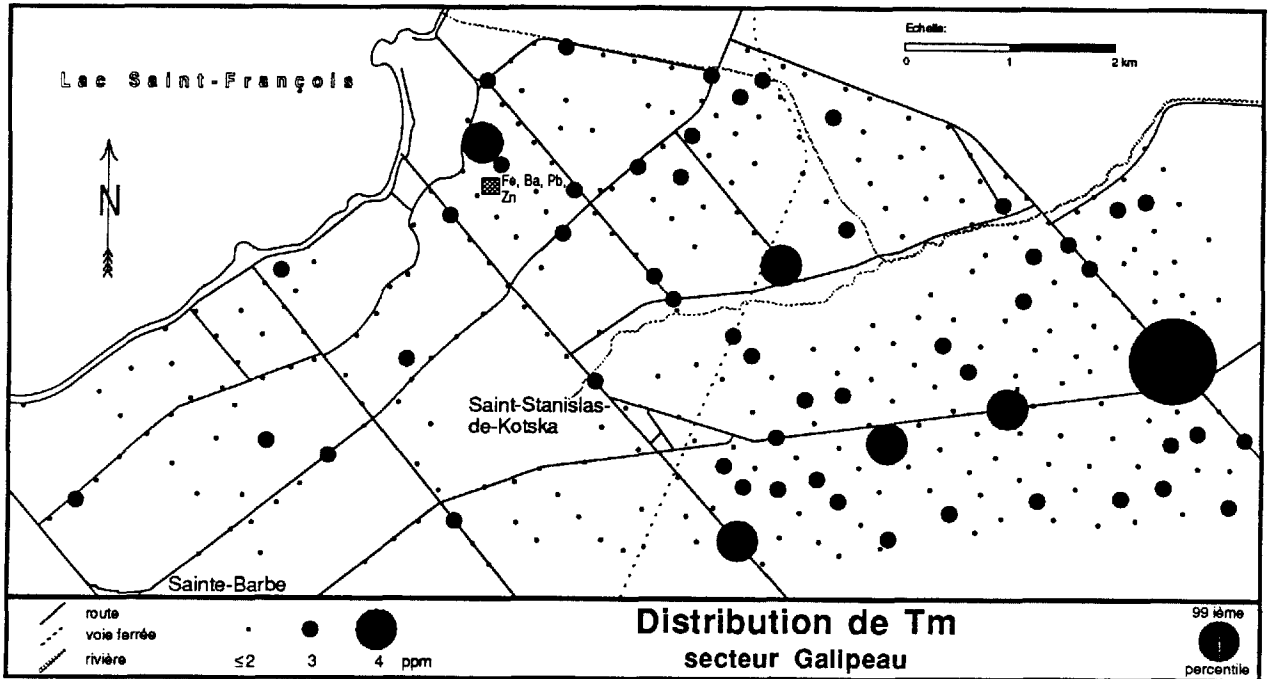 Echelle:
0 1 2 km
Lac Saint-François
N
Fe, Ba, Pb,
Zn
Saint-Stanislas-
de-Kotska
Sainte-Barbe
route
voie ferrée
rivière
≤2 3 4 ppm
Distribution de Tm
secteur Galipeau
99 ième
percentile